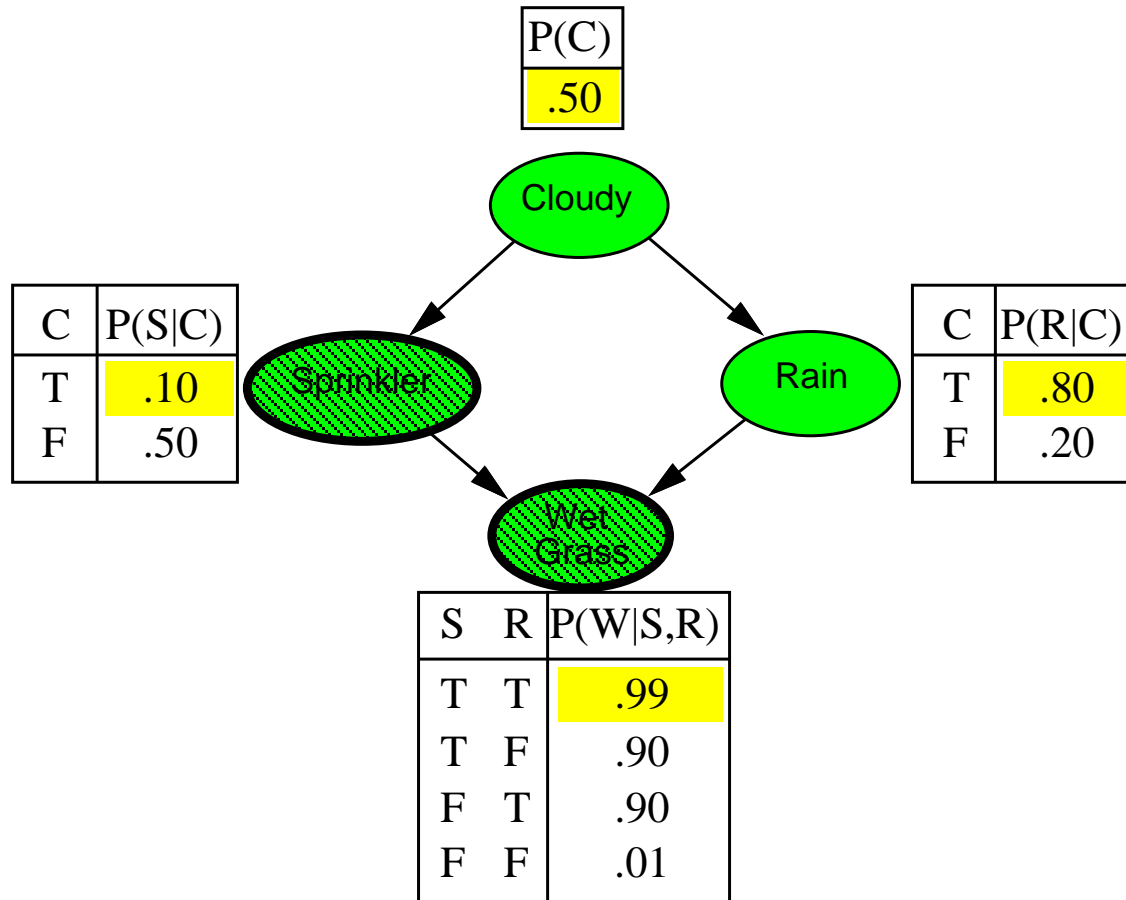 P(C)
.50
Cloudy
C P(S|C)
T .10
F .50
Sprinkler
Rain
C P(R|C)
T .80
F .20
Wet
Grass
S R P(W|S,R)
T T .99
T F .90
F T .90
F F .01